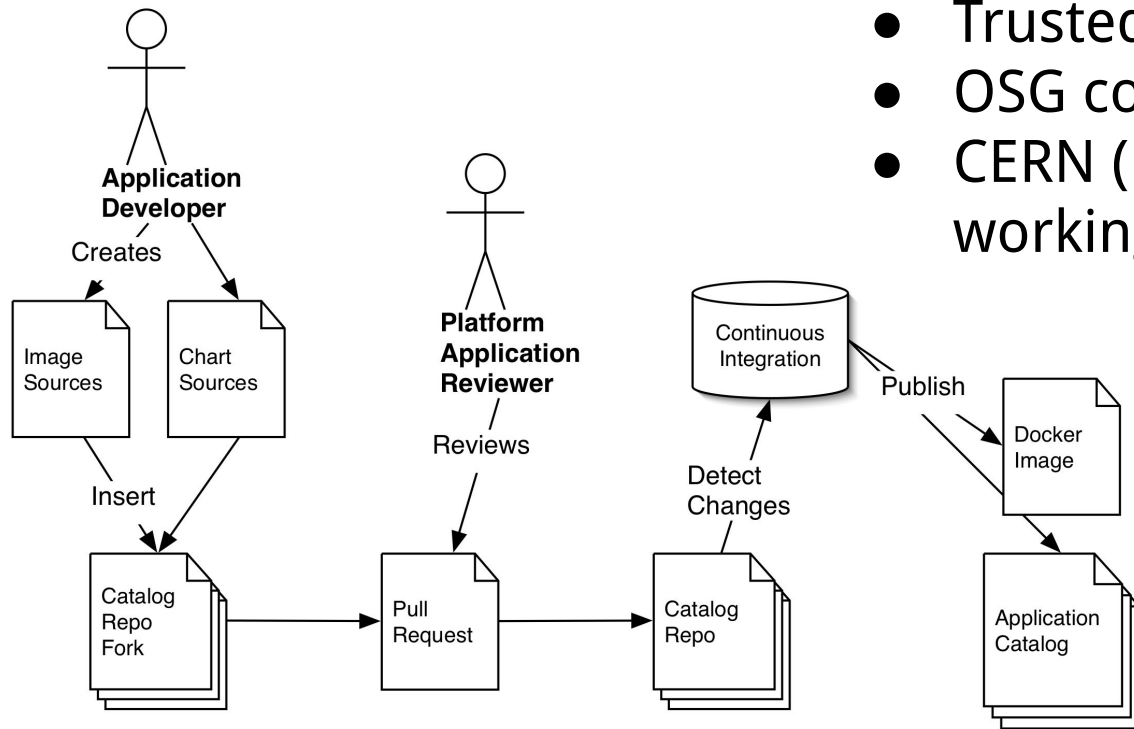 Application
Developer
Creates
Image
Sources
Chart
Sources
Insert
Catalog
Repo
Fork
Platform
Application
Reviewer
Reviews
Pull
Request
Continuous
Integration
Detect
Changes
Catalog
Repo
Publish
Docker
Image
Application
Catalog
• Trusted
• OSG
• CERN (